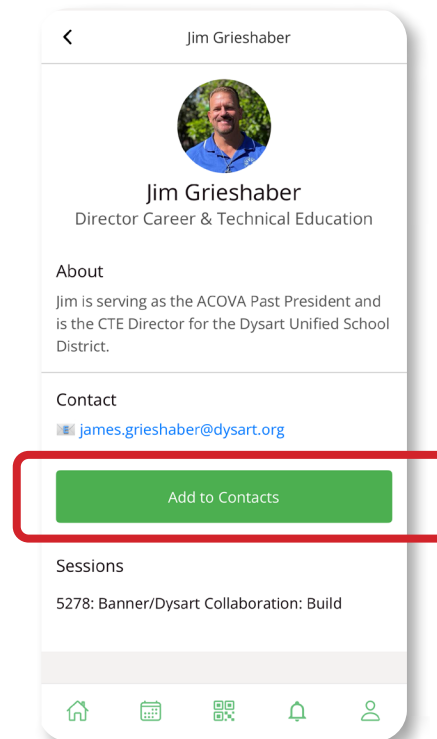 Jim Grieshaber
Jim Grieshaber
Director Career & Technical Education
About
Jim is serving as the ACOVA Past President and
is the CTE Director for the Dysart Unified School
District.
Contact
james.grieshaber@dysart.org
Add to Contacts
Sessions
5278: Banner/Dysart Collaboration: Build